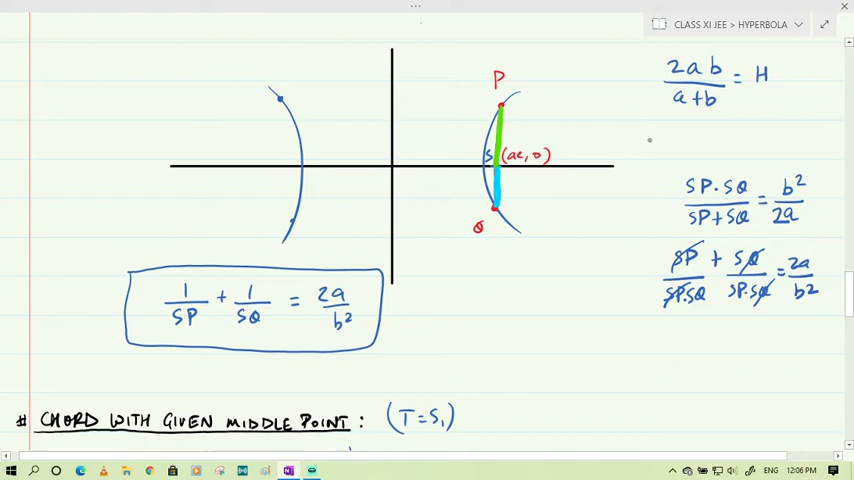 CLASS XI JEE > HYPERBOLA
2ab/a+b = H
P
S (ae, 0)
SP·SQ/SP+SQ = b²/2a
Q
SP/SP·SQ + SQ/SP·SQ = 2a/b²
1/SP + 1/SQ = 2a/b²
# CHORD WITH GIVEN MIDDLE POINT : (T=S₁)
ENG 12:06 PM